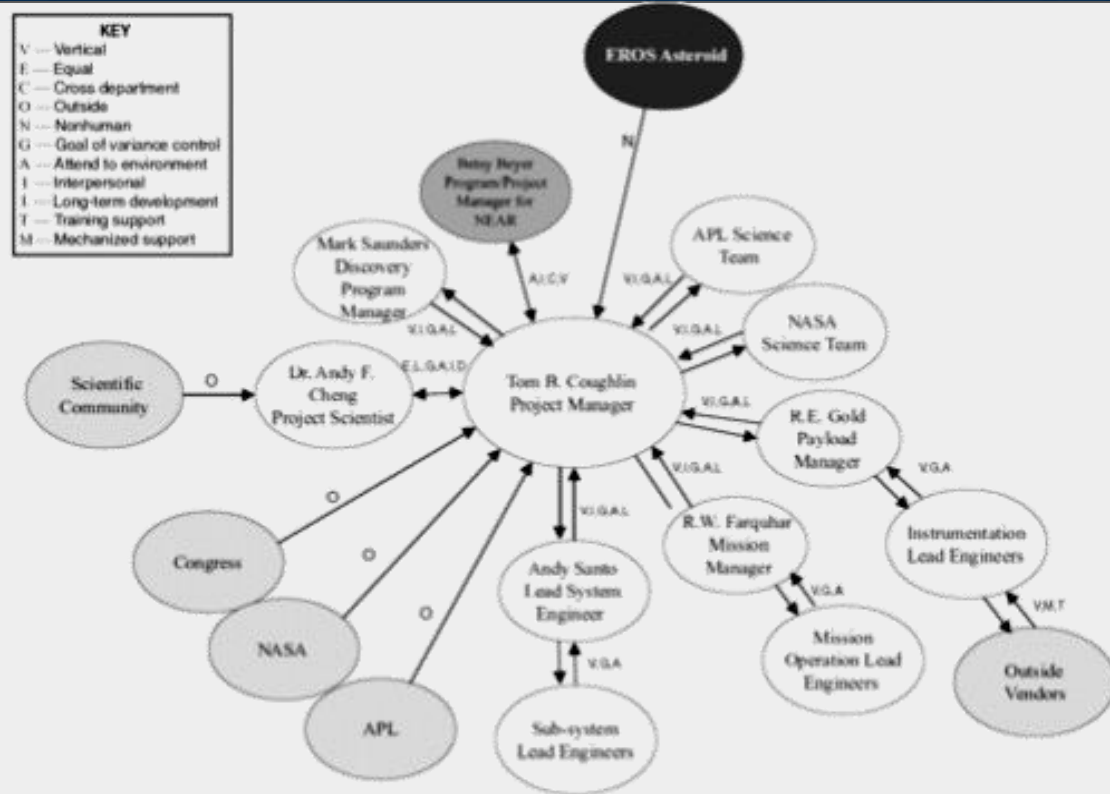 KEY
V --- Vertical
E --- Equal
C --- Cross department
O --- Outside
N --- Nonhuman
G --- Goal of variance control
A --- Attend to environment
I --- Interpersonal
I --- Long-term development
T --- Training support
M --- Mechanized support
EROS Asteroid
N
Betsy Beyer
Program/Project
Manager for
NEAR
A,I,C,V
Mark Saunders
Discovery
Program
Manager
V,I,G,A,L
APL Science
Team
V,I,G,A,L
NASA
Science Team
V,I,G,A,L
Scientific
Community
O
Dr. Andy F.
Cheng
Project Scientist
E,L,G,A,I,D
Tom B. Coughlin
Project Manager
V,I,G,A,L
R.E. Gold
Payload
Manager
V,G,A
Instrumentation
Lead Engineers
V,M,T
Outside
Vendors
V,I,G,A,L
R.W. Farquhar
Mission
Manager
V,G,A
Mission
Operation Lead
Engineers
V,I,G,A,L
Andy Santo
Lead System
Engineer
V,G,A
Sub-system
Lead Engineers
Congress
O
NASA
O
APL
O